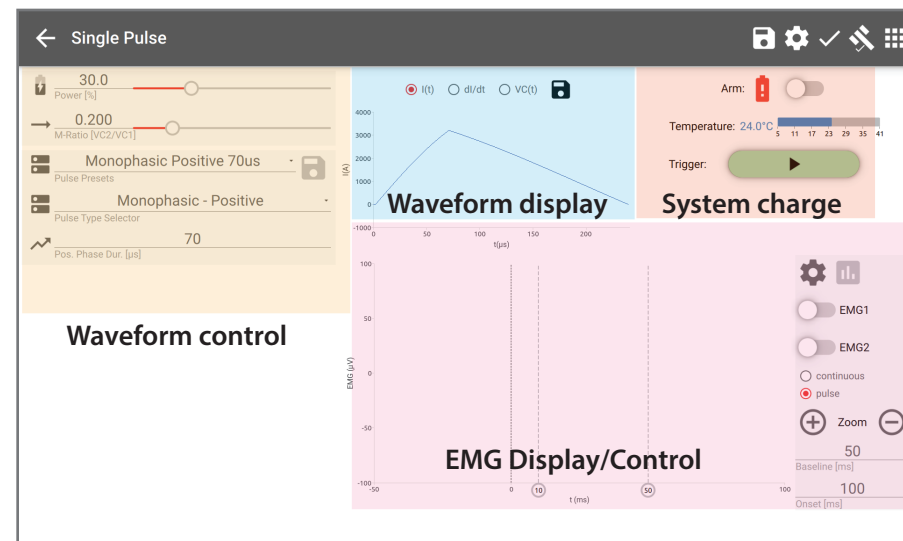 Single Pulse
30.0
Power [%]
0.200
M-Ratio [VC2/VC1]
Monophasic Positive 70us
Pulse Presets
Monophasic - Positive
Pulse Type Selector
70
Pos. Phase Dur. [µs]
Waveform control
I(t) dI/dt VC(t)
4000
3000
2000
1000
0
-1000
I(A)
0 50 100 150 200
t(µs)
Waveform display
Arm:
Temperature: 24.0°C
5 11 17 23 29 35 41
Trigger:
System charge
100
50
0
-50
-100
EMG (µV)
-50 0 10 50 100
t (ms)
EMG Display/Control
EMG1
EMG2
continuous
pulse
Zoom
50
Baseline [ms]
100
Onset [ms]